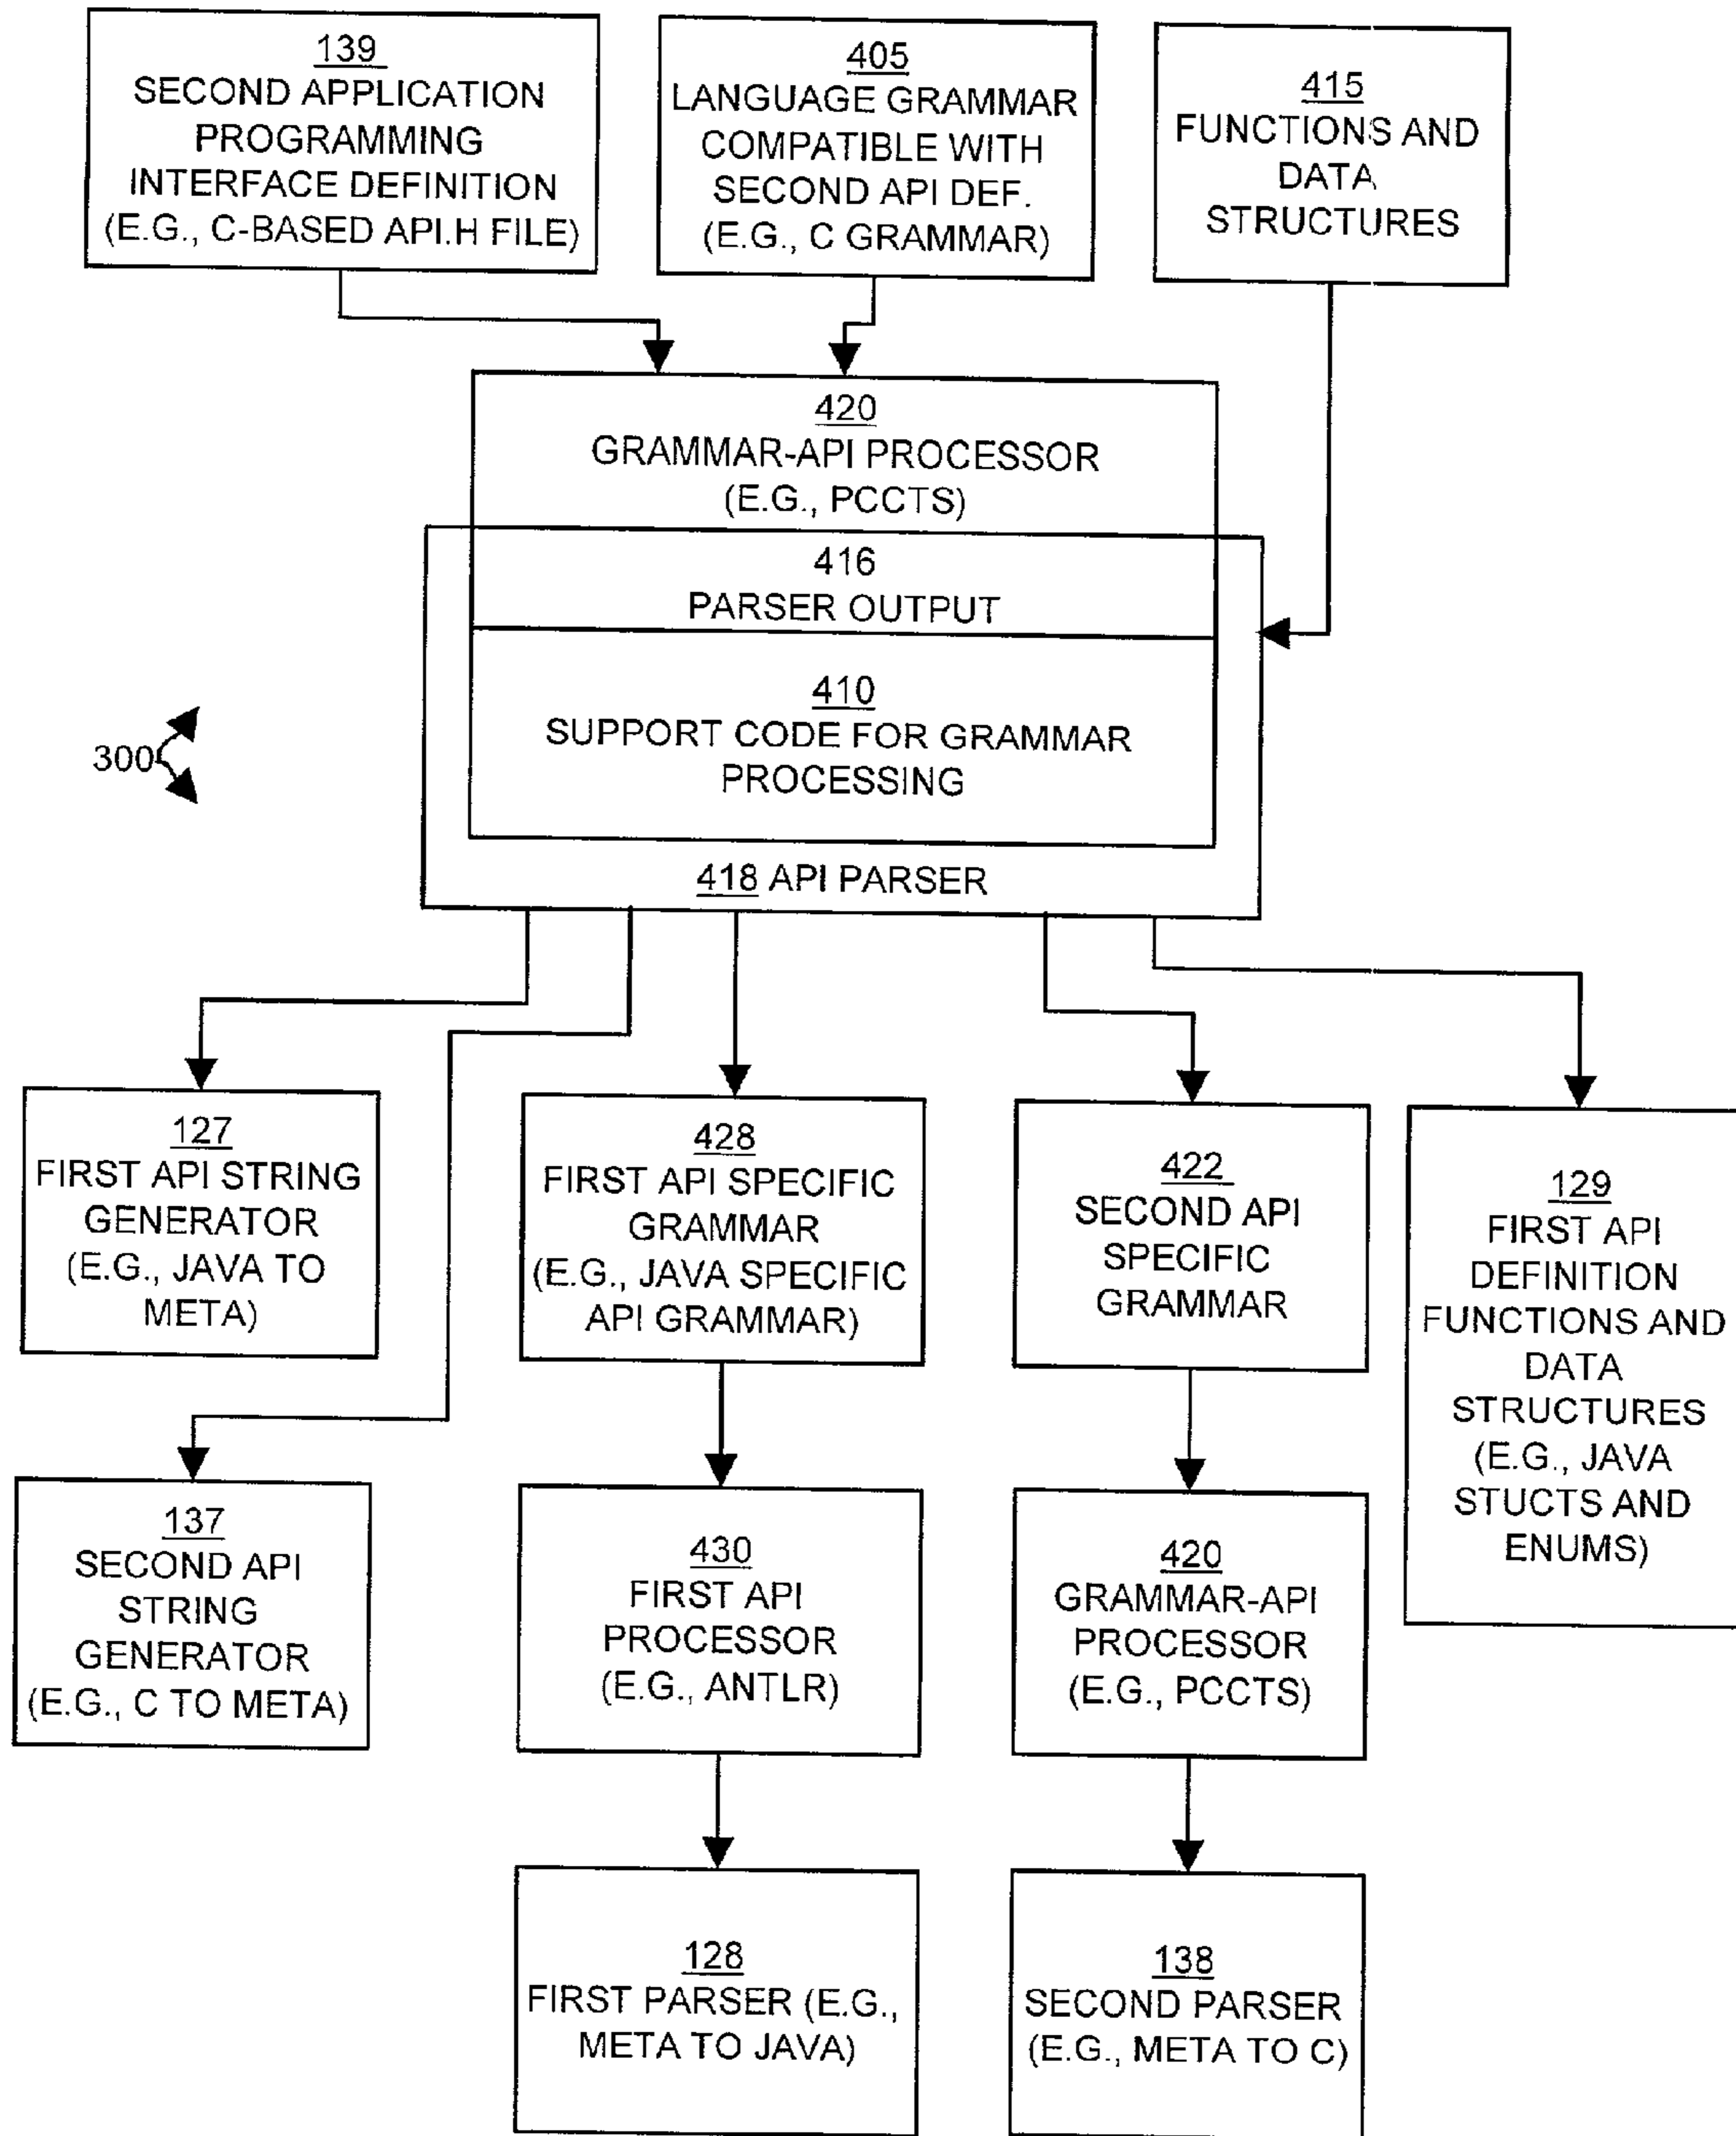 139
SECOND APPLICATION
PROGRAMMING
INTERFACE DEFINITION
(E.G., C-BASED API.H FILE)
405
LANGUAGE GRAMMAR
COMPATIBLE WITH
SECOND API DEF.
(E.G., C GRAMMAR)
415
FUNCTIONS AND
DATA
STRUCTURES
420
GRAMMAR-API PROCESSOR
(E.G., PCCTS)
416
PARSER OUTPUT
410
SUPPORT CODE FOR GRAMMAR
PROCESSING
418 API PARSER
300
127
FIRST API STRING
GENERATOR
(E.G., JAVA TO
META)
428
FIRST API SPECIFIC
GRAMMAR
(E.G., JAVA SPECIFIC
API GRAMMAR)
422
SECOND API
SPECIFIC
GRAMMAR
129
FIRST API
DEFINITION
FUNCTIONS AND
DATA
STRUCTURES
(E.G., JAVA
STUCTS AND
ENUMS)
137
SECOND API
STRING
GENERATOR
(E.G., C TO META)
430
FIRST API
PROCESSOR
(E.G., ANTLR)
420
GRAMMAR-API
PROCESSOR
(E.G., PCCTS)
128
FIRST PARSER (E.G.,
META TO JAVA)
138
SECOND PARSER
(E.G., META TO C)